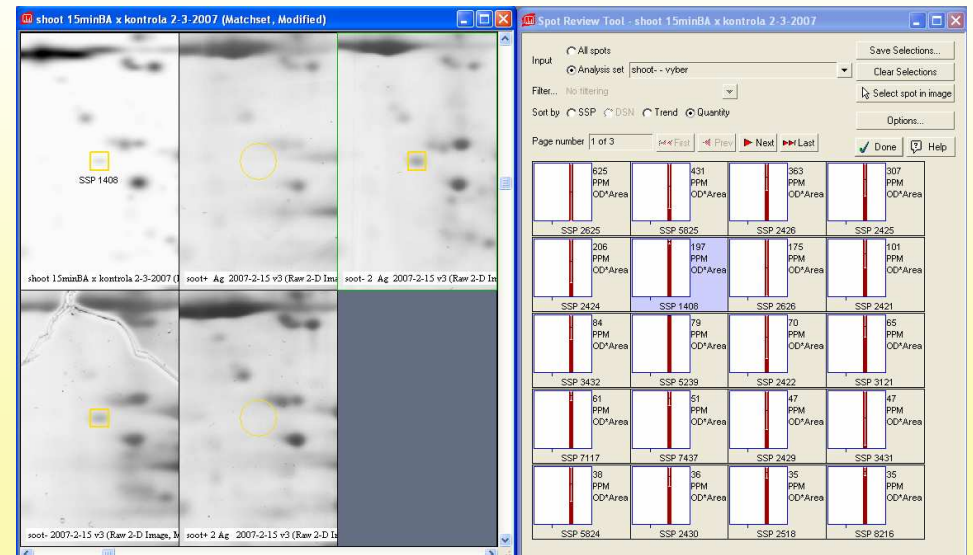 shoot 15minBA x kontrola 2-3-2007 (Matchset, Modified)
SSP 1408
shoot 15minBA x kontrola 2-3-2007 (1
soot+ Ag 2007-2-15 v3 (Raw 2-D Ima
soot- 2 Ag 2007-2-15 v3 (Raw 2-D Im
soot- 2007-2-15 v3 (Raw 2-D Image, M
soot+ 2 Ag 2007-2-15 v3 (Raw 2-D Im
Spot Review Tool - shoot 15minBA x kontrola 2-3-2007
Input
All spots
Analysis set shoot- - vyber
Filter... No filtering
Sort by SSP DSN Trend Quantity
Page number 1 of 3 First Prev Next Last
Save Selections...
Clear Selections
Select spot in image
Options...
Done Help
625 PPM OD*Area SSP 2625
431 PPM OD*Area SSP 5825
363 PPM OD*Area SSP 2426
307 PPM OD*Area SSP 2425
206 PPM OD*Area SSP 2424
197 PPM OD*Area SSP 1408
175 PPM OD*Area SSP 2626
101 PPM OD*Area SSP 2421
84 PPM OD*Area SSP 3432
79 PPM OD*Area SSP 5239
70 PPM OD*Area SSP 2422
65 PPM OD*Area SSP 3121
61 PPM OD*Area SSP 7117
51 PPM OD*Area SSP 7437
47 PPM OD*Area SSP 2429
47 PPM OD*Area SSP 3431
38 PPM OD*Area SSP 5824
36 PPM OD*Area SSP 2430
35 PPM OD*Area SSP 2518
35 PPM OD*Area SSP 8216